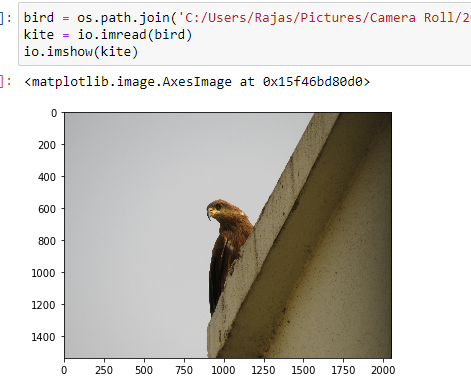 ]: bird = os.path.join('C:/Users/Rajas/Pictures/Camera Roll/2
kite = io.imread(bird)
io.imshow(kite)
]: <matplotlib.image.AxesImage at 0x15f46bd80d0>
0
200
400
600
800
1000
1200
1400
0 250 500 750 1000 1250 1500 1750 2000